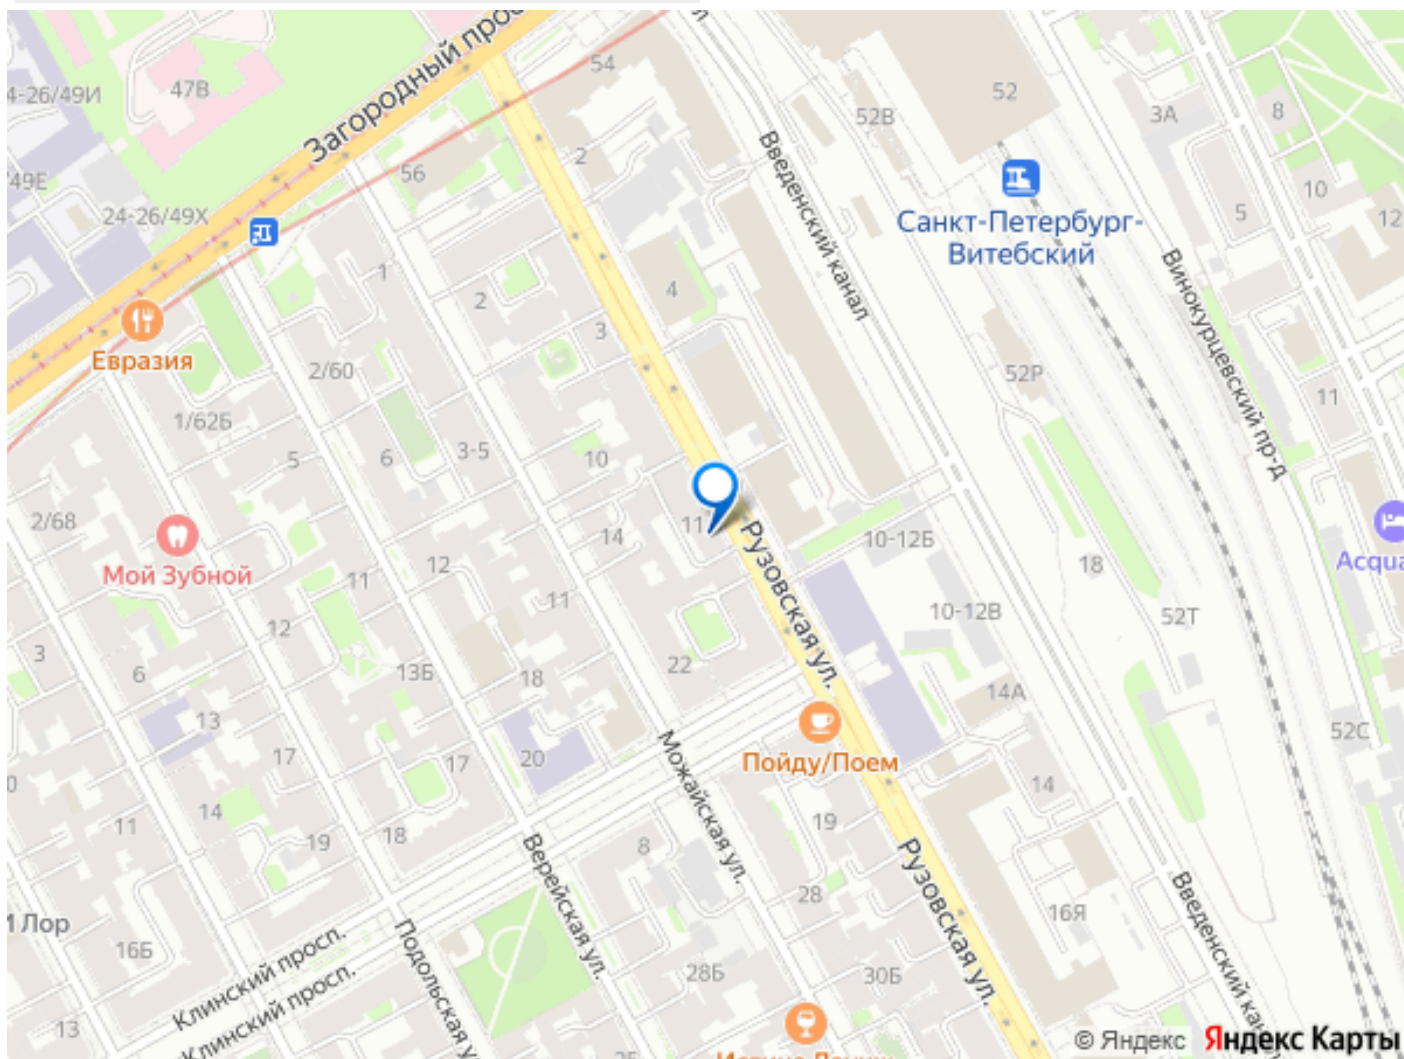 Загородный прос
54
52
4-26/49И
47В
52В
3А
8
2
49Е
56
Введенский канал
Санкт-Петербург-
Витебский
10
24-26/49Х
5
12
1
2
4
Винокурцевский пр-д
Евразия
3
2/60
52Р
1/62Б
11
5
6
3-5
10
2/68
11
14
Рузовская ул.
10-12Б
Мой Зубной
11
12
11
18
Acqua
10-12В
52Т
12
3
6
13Б
18
22
14А
13
17
20
17
Можайская ул.
Пойду/Поем
14
52С
0
14
11
19
18
Верейская ул.
8
19
Рузовская ул.
Введенский кан
28
16Я
Лор
16Б
Клинский просп.
Клинский просп.
Подольская у
28Б
30Б
13
© Яндекс Яндекс Карты